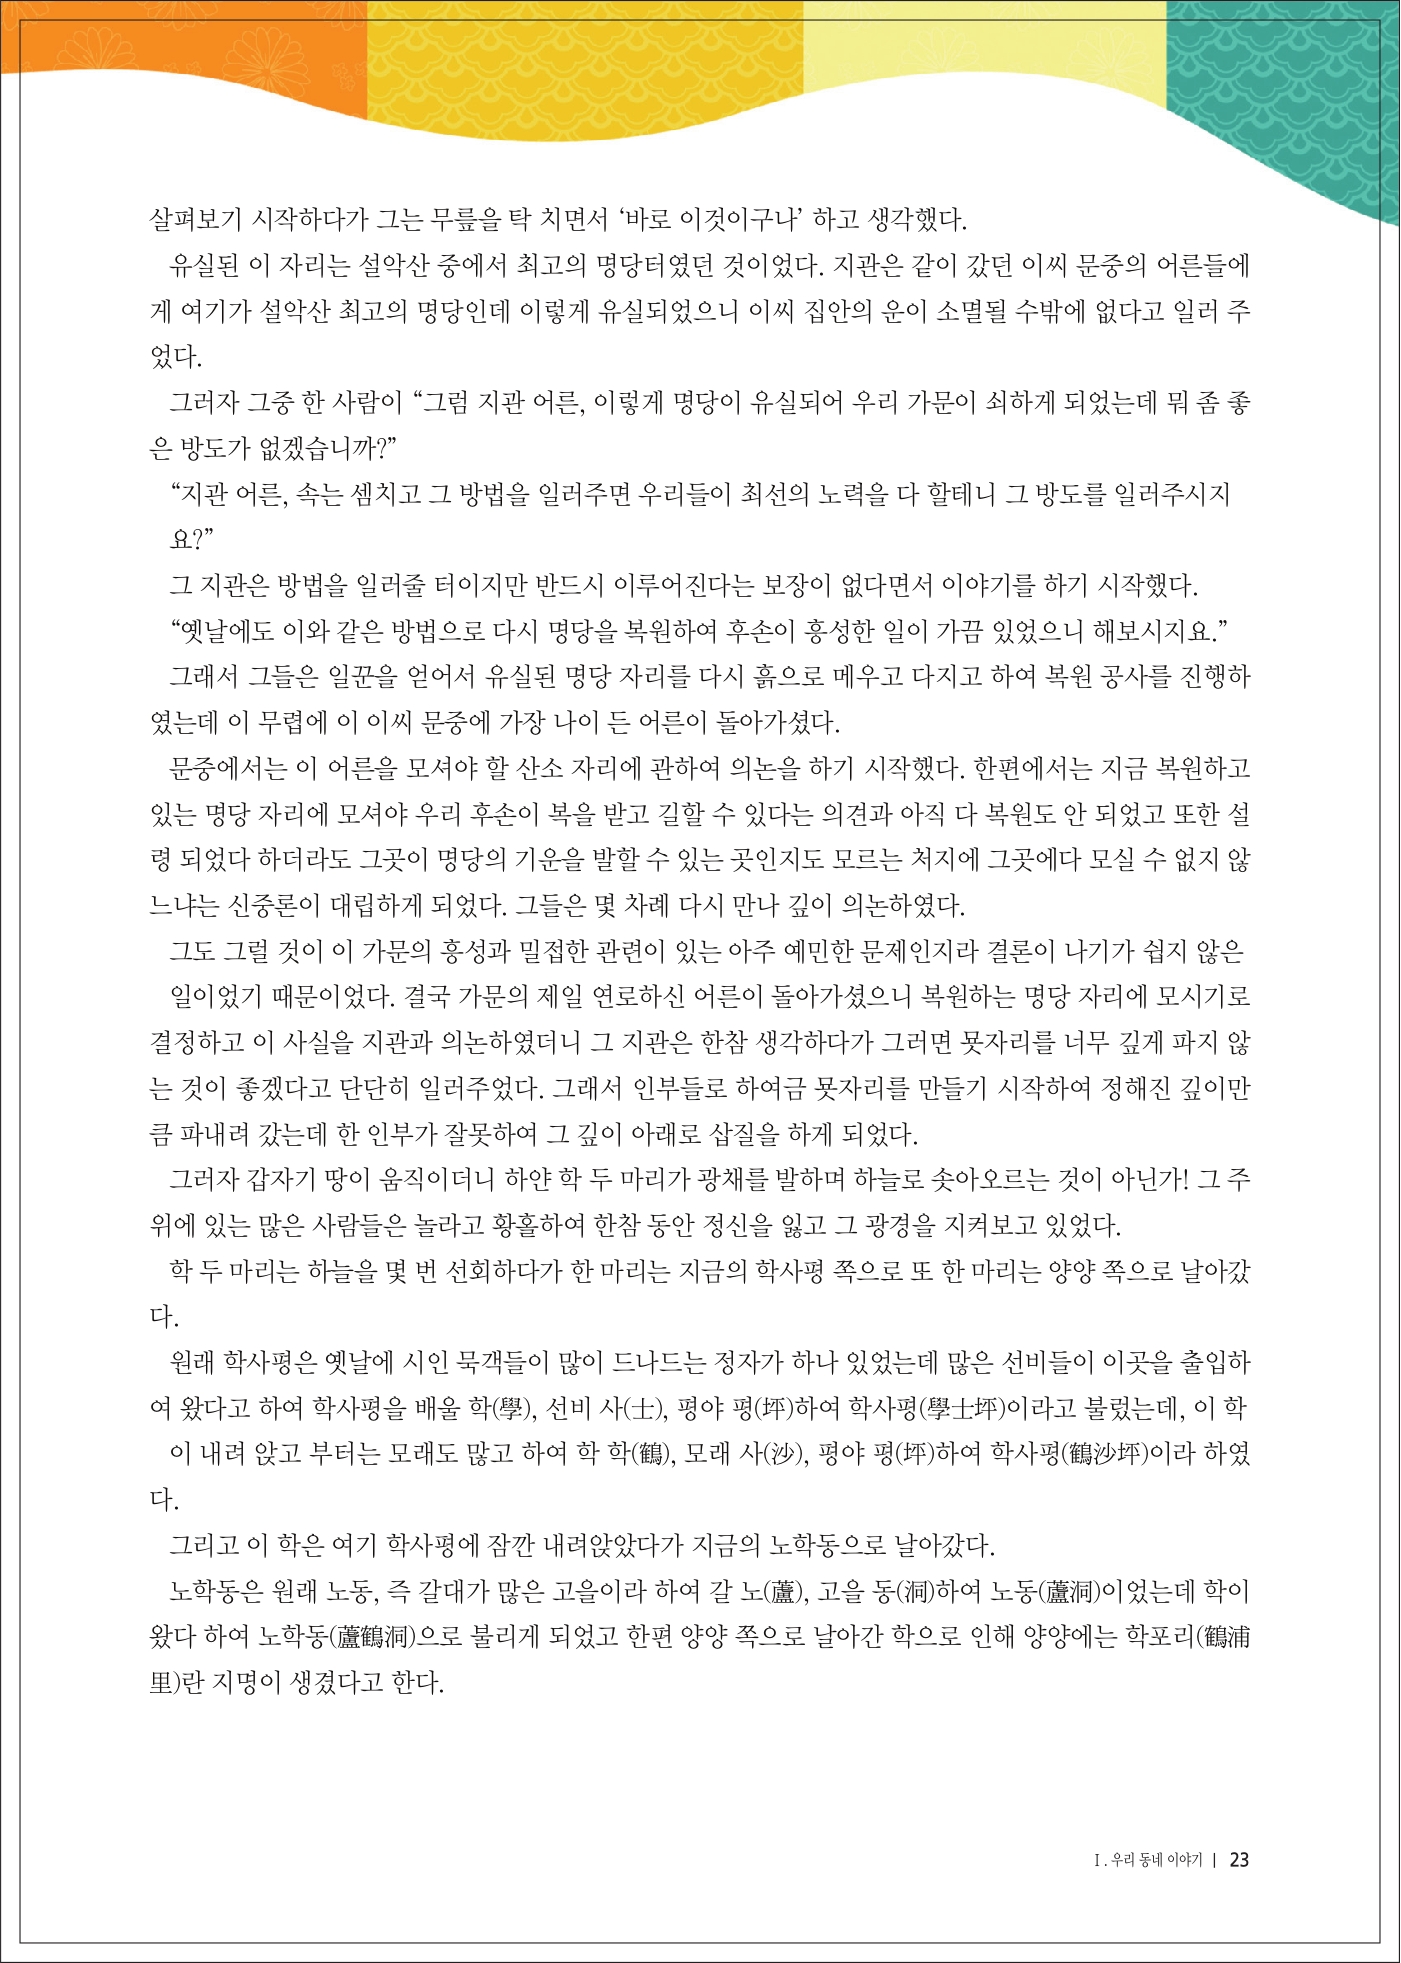 살펴보기 시작하다가 그는 무릎을 탁 치면서 ‘바로 이것이구나’ 하고 생각했다.
유실된 이 자리는 설악산 중에서 최고의 명당터였던 것이었다. 지관은 같이 갔던 이씨 문중의 어른들에
게 여기가 설악산 최고의 명당인데 이렇게 유실되었으니 이씨 집안의 운이 소멸될 수밖에 없다고 일러 주
었다.
그러자 그중 한 사람이 “그럼 지관 어른, 이렇게 명당이 유실되어 우리 가문이 쇠하게 되었는데 뭐 좀 좋
은 방도가 없겠습니까?”
“지관 어른, 속는 셈치고 그 방법을 일러주면 우리들이 최선의 노력을 다 할테니 그 방도를 일러주시지
요?”
그 지관은 방법을 일러줄 터이지만 반드시 이루어진다는 보장이 없다면서 이야기를 하기 시작했다.
“옛날에도 이와 같은 방법으로 다시 명당을 복원하여 후손이 흥성한 일이 가끔 있었으니 해보시지요.”
그래서 그들은 일꾼을 얻어서 유실된 명당 자리를 다시 흙으로 메우고 다지고 하여 복원 공사를 진행하
였는데 이 무렵에 이 이씨 문중에 가장 나이 든 어른이 돌아가셨다.
문중에서는 이 어른을 모셔야 할 산소 자리에 관하여 의논을 하기 시작했다. 한편에서는 지금 복원하고
있는 명당 자리에 모셔야 우리 후손이 복을 받고 길할 수 있다는 의견과 아직 다 복원도 안 되었고 또한 설
령 되었다 하더라도 그곳이 명당의 기운을 발할 수 있는 곳인지도 모르는 처지에 그곳에다 모실 수 없지 않
느냐는 신중론이 대립하게 되었다. 그들은 몇 차례 다시 만나 깊이 의논하였다.
그도 그럴 것이 이 가문의 흥성과 밀접한 관련이 있는 아주 예민한 문제인지라 결론이 나기가 쉽지 않은
일이었기 때문이었다. 결국 가문의 제일 연로하신 어른이 돌아가셨으니 복원하는 명당 자리에 모시기로
결정하고 이 사실을 지관과 의논하였더니 그 지관은 한참 생각하다가 그러면 묫자리를 너무 깊게 파지 않
는 것이 좋겠다고 단단히 일러주었다. 그래서 인부들로 하여금 묫자리를 만들기 시작하여 정해진 깊이만
큼 파내려 갔는데 한 인부가 잘못하여 그 깊이 아래로 삽질을 하게 되었다.
그러자 갑자기 땅이 움직이더니 하얀 학 두 마리가 광채를 발하며 하늘로 솟아오르는 것이 아닌가! 그 주
위에 있는 많은 사람들은 놀라고 황홀하여 한참 동안 정신을 잃고 그 광경을 지켜보고 있었다.
학 두 마리는 하늘을 몇 번 선회하다가 한 마리는 지금의 학사평 쪽으로 또 한 마리는 양양 쪽으로 날아갔
다.
원래 학사평은 옛날에 시인 묵객들이 많이 드나드는 정자가 하나 있었는데 많은 선비들이 이곳을 출입하
여 왔다고 하여 학사평을 배울 학(學), 선비 사(士), 평야 평(坪)하여 학사평(學士坪)이라고 불렀는데, 이 학
이 내려 앉고 부터는 모래도 많고 하여 학 학(鶴), 모래 사(沙), 평야 평(坪)하여 학사평(鶴沙坪)이라 하였
다.
그리고 이 학은 여기 학사평에 잠깐 내려앉았다가 지금의 노학동으로 날아갔다.
노학동은 원래 노동, 즉 갈대가 많은 고을이라 하여 갈 노(蘆), 고을 동(洞)하여 노동(蘆洞)이었는데 학이
왔다 하여 노학동(蘆鶴洞)으로 불리게 되었고 한편 양양 쪽으로 날아간 학으로 인해 양양에는 학포리(鶴浦
里)란 지명이 생겼다고 한다.
Ⅰ. 우리 동네 이야기 | 23